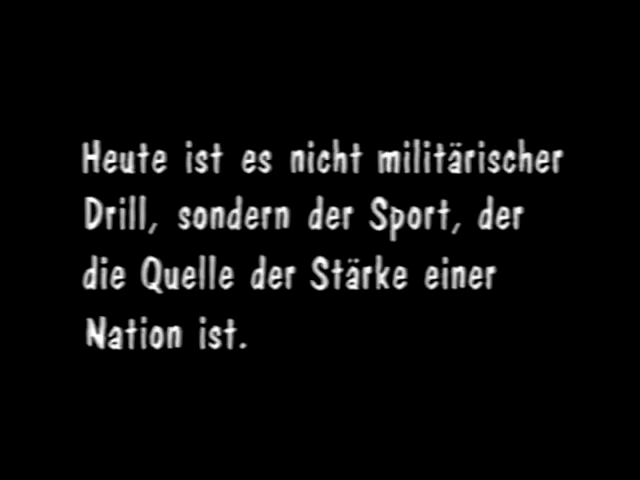 Heute ist es nicht militärischer
Drill, sondern der Sport, der
die Quelle der Stärke einer
Nation ist.